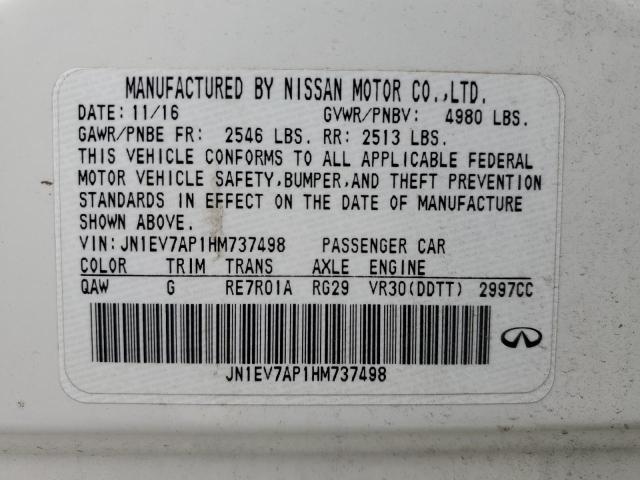 MANUFACTURED BY NISSAN MOTOR CO.,LTD.
DATE: 11/16 GVWR/PNBV: 4980 LBS.
GAWR/PNBE FR: 2546 LBS. RR: 2513 LBS.
THIS VEHICLE CONFORMS TO ALL APPLICABLE FEDERAL
MOTOR VEHICLE SAFETY,BUMPER,AND THEFT PREVENTION
STANDARDS IN EFFECT ON THE DATE OF MANUFACTURE
SHOWN ABOVE.
VIN:JN1EV7AP1HM737498 PASSENGER CAR
COLOR TRIM TRANS AXLE ENGINE
QAW G RE7R01A RG29 VR30(DDTT) 2997CC
JN1EV7AP1HM737498